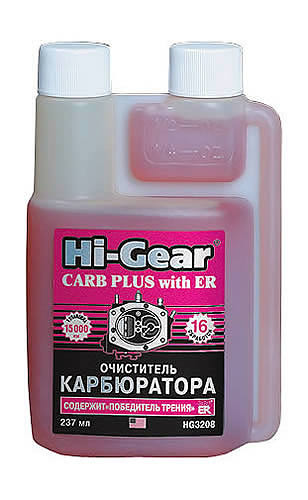 Hi-Gear
CARB PLUS with ER
15000
16
ОЧИСТИТЕЛЬ
КАРБЮРАТОРА
СОДЕРЖИТ «ПОБЕДИТЕЛЬ ТРЕНИЯ» ER
237 мл HG3208